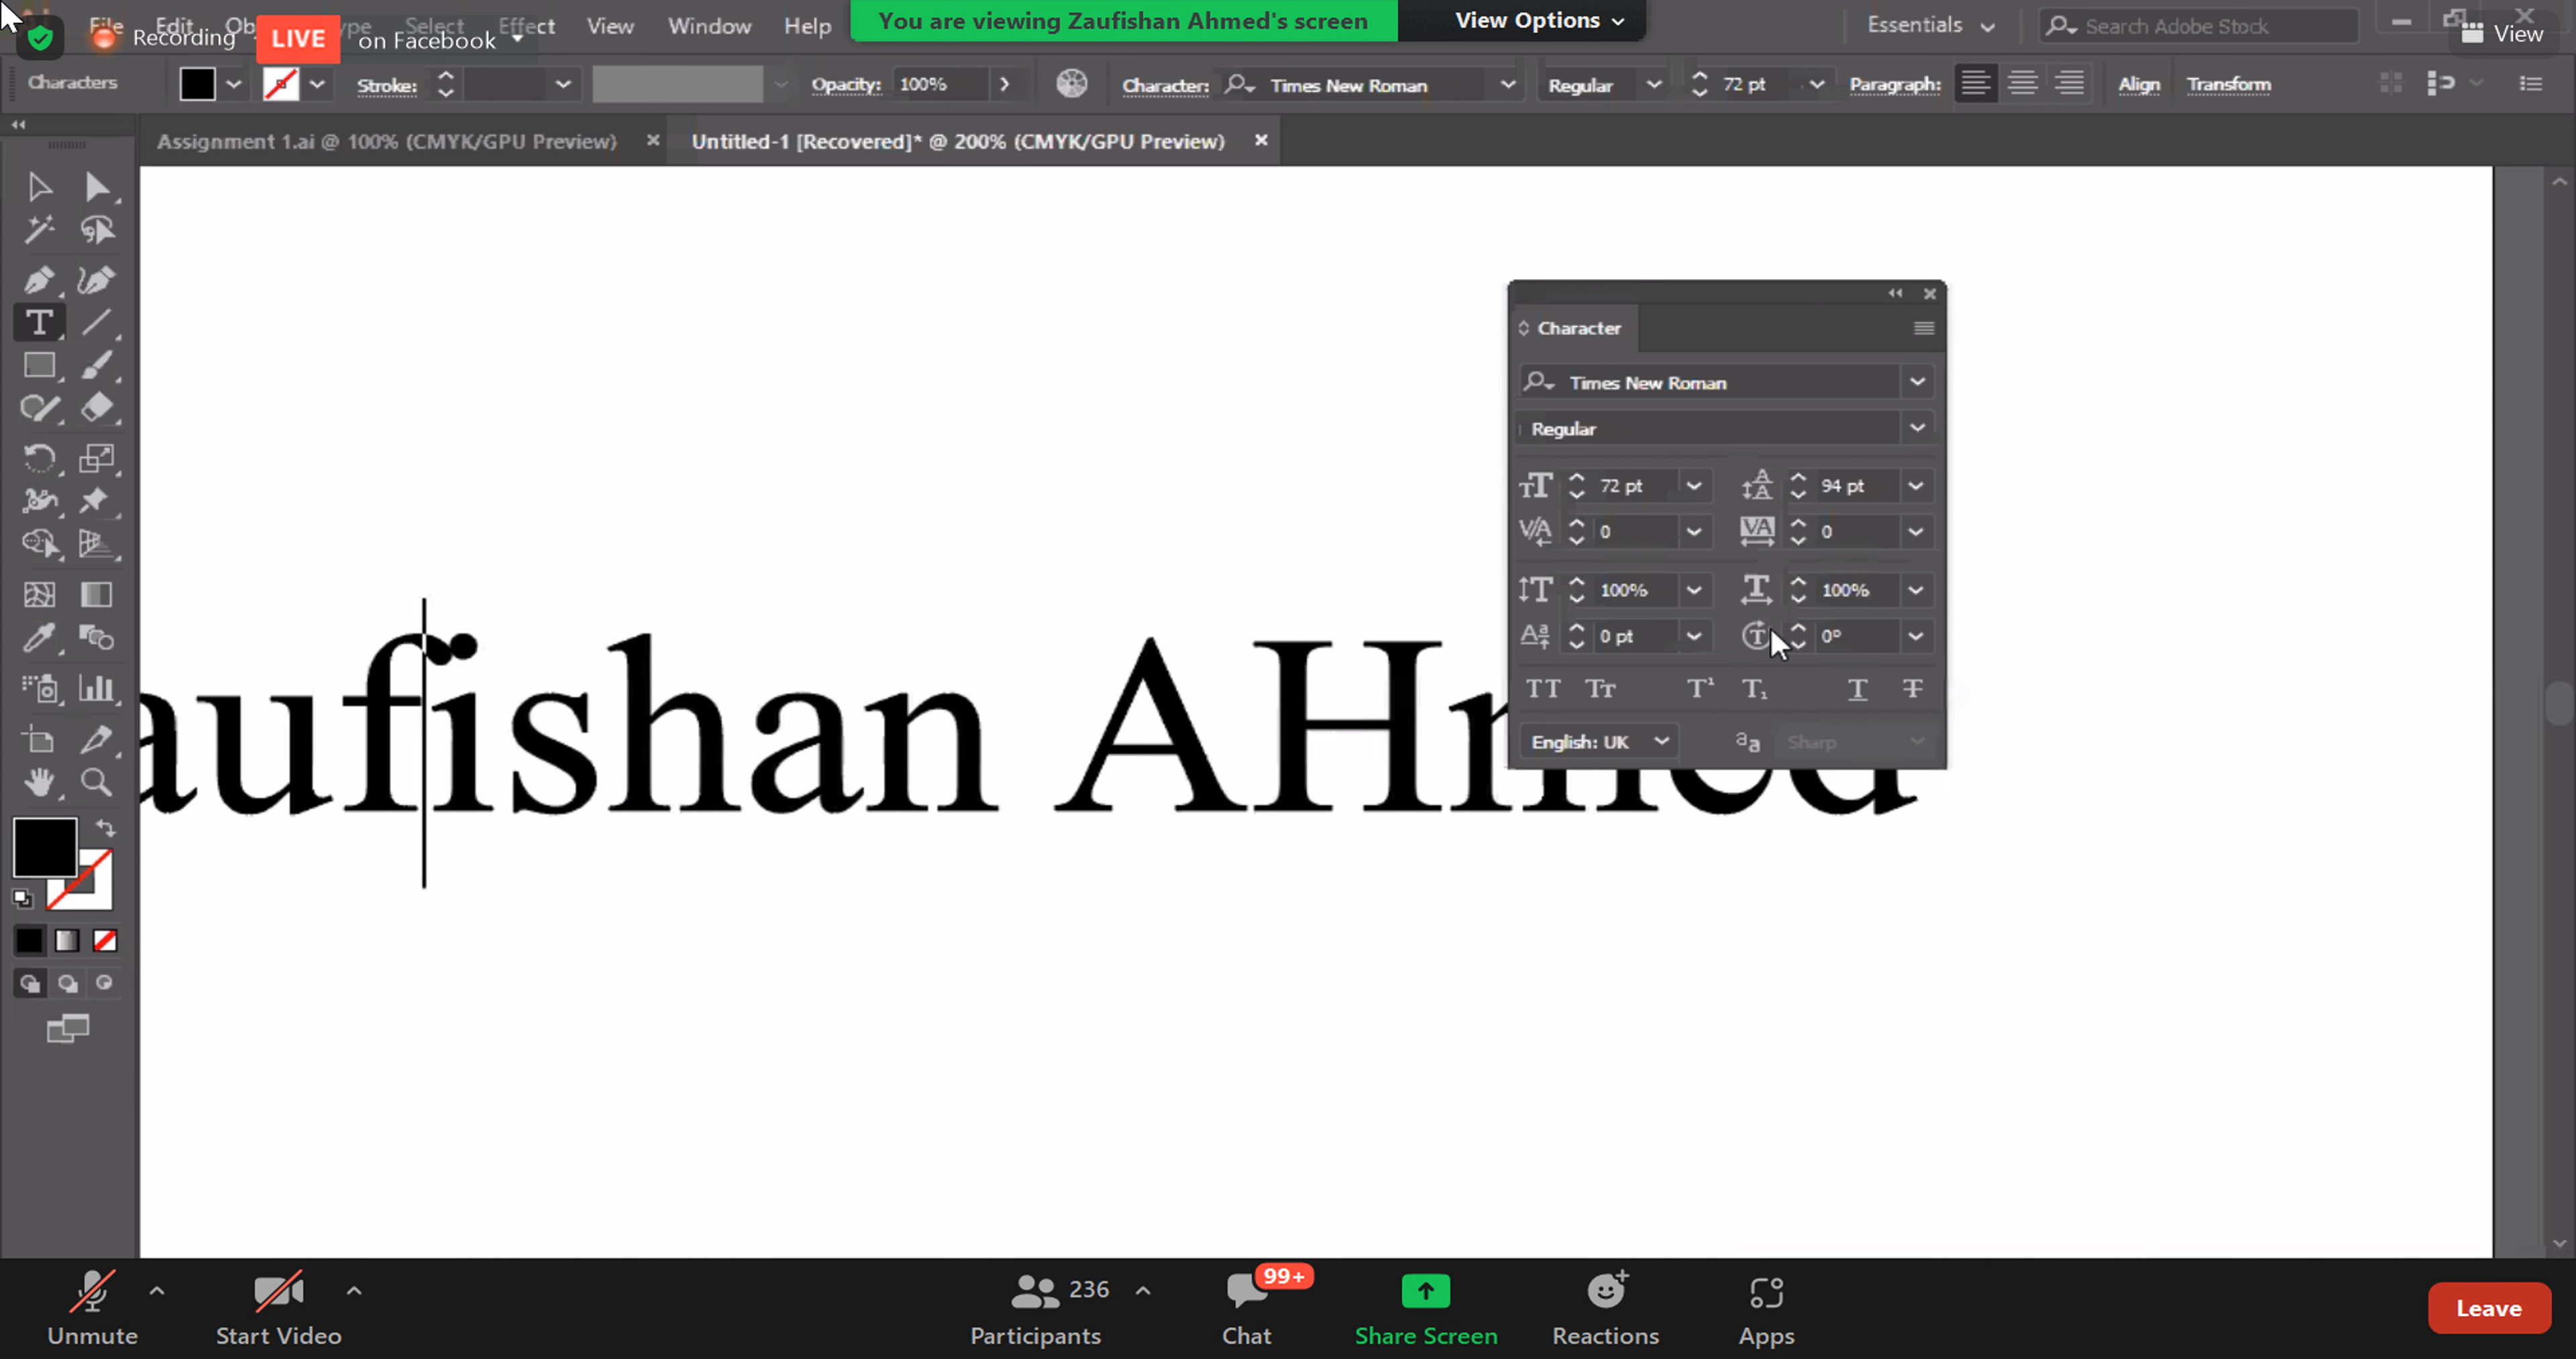 File Edit Ob ype Select Effect View Window Help
Recording LIVE on Facebook
You are viewing Zaufishan Ahmed's screen View Options
Essentials Search Adobe Stock View
Characters Stroke: Opacity: 100% Character: Times New Roman Regular 72 pt Paragraph: Align Transform
Assignment 1.ai @ 100% (CMYK/GPU Preview) Untitled-1 [Recovered]* @ 200% (CMYK/GPU Preview)
Character
Times New Roman
Regular
72 pt 94 pt
0 0
100% 100%
0 pt 0°
English: UK Sharp
aufishan AHmed
236 99+
Unmute Start Video Participants Chat Share Screen Reactions Apps Leave